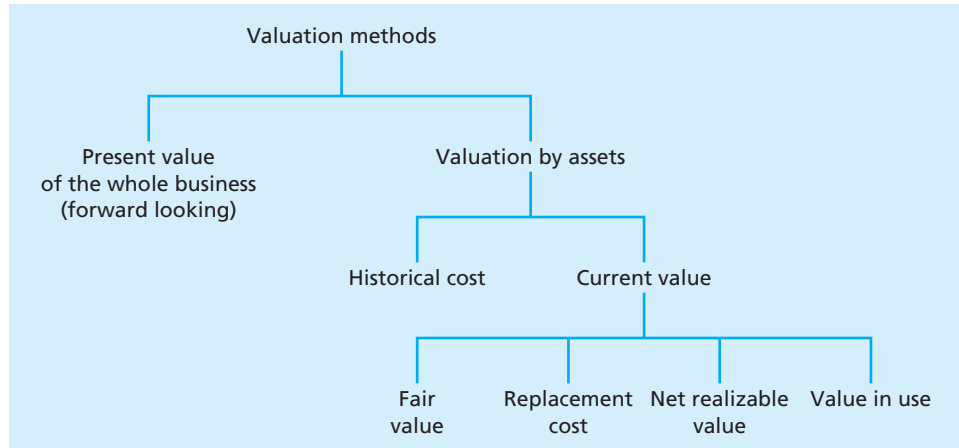 Valuation methods
Present value
of the whole business
(forward looking)
Valuation by assets
Historical cost
Current value
Fair
value
Replacement
cost
Net realizable
value
Value in use